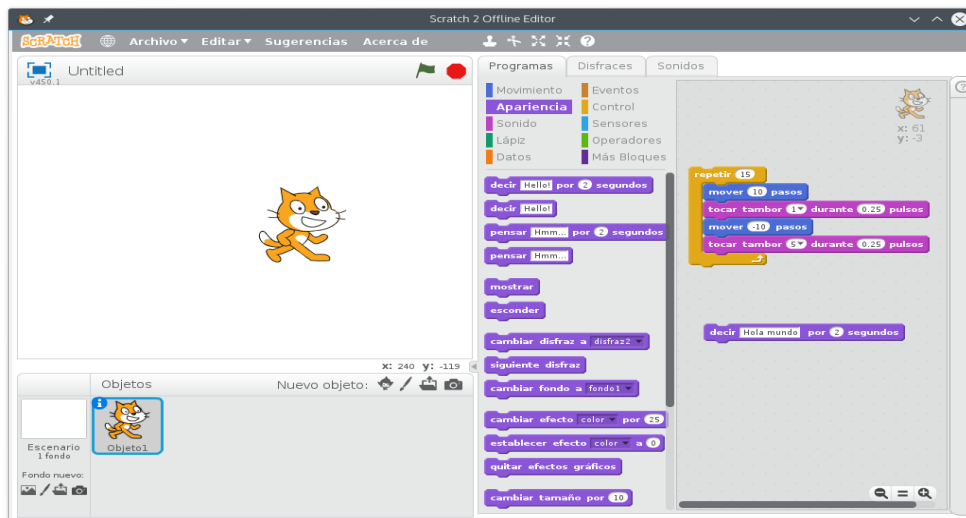 Scratch 2 Offline Editor
SCRATCH Archivo Editar Sugerencias Acerca de
Untitled
v450.1
x: 240 y: -119
Objetos Nuevo objeto:
Escenario
1 fondo
Fondo nuevo:
Objeto1
Programas Disfraces Sonidos
Movimiento Eventos
Apariencia Control
Sonido Sensores
Lápiz Operadores
Datos Más Bloques
decir Hello! por 2 segundos
decir Hello!
pensar Hmm... por 2 segundos
pensar Hmm...
mostrar
esconder
cambiar disfraz a disfraz2
siguiente disfraz
cambiar fondo a fondo1
cambiar efecto color por 25
establecer efecto color a 0
quitar efectos gráficos
cambiar tamaño por 10
x: 61
y: -3
repetir 15
mover 10 pasos
tocar tambor 1 durante 0.25 pulsos
mover -10 pasos
tocar tambor 5 durante 0.25 pulsos
decir Hola mundo por 2 segundos